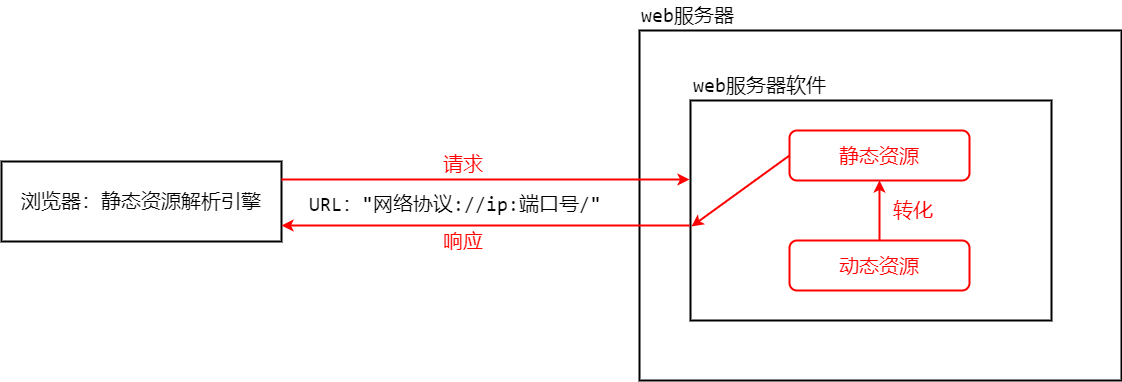 web服务器
web服务器软件
请求
静态资源
浏览器：静态资源解析引擎
URL："网络协议://ip:端口号/"
转化
响应
动态资源